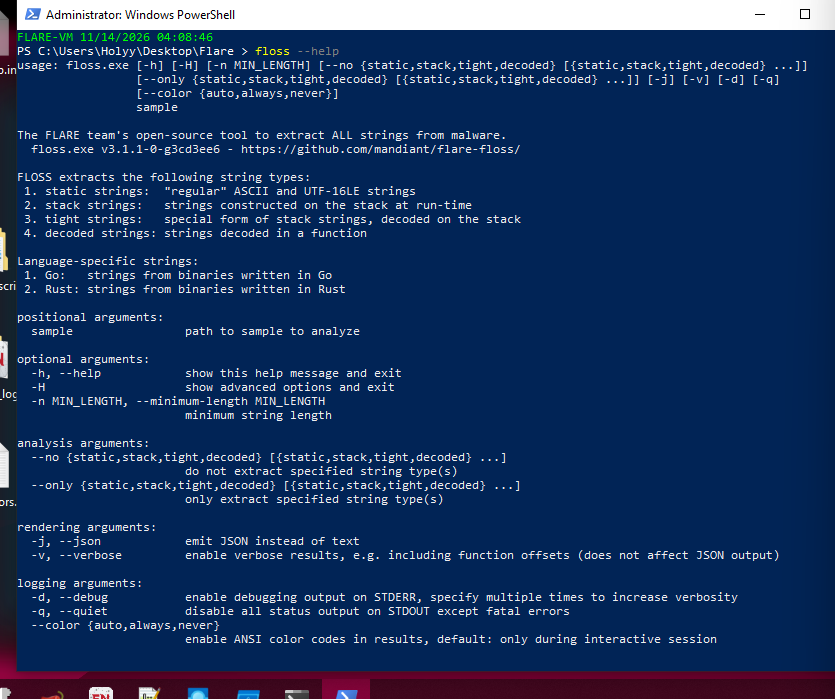 Administrator: Windows PowerShell
FLARE-VM 11/14/2026 04:08:46
PS C:\Users\Holyy\Desktop\Flare > floss --help
usage: floss.exe [-h] [-H] [-n MIN_LENGTH] [--no {static,stack,tight,decoded} [{static,stack,tight,decoded} ...]]
[--only {static,stack,tight,decoded} [{static,stack,tight,decoded} ...]] [-j] [-v] [-d] [-q]
[--color {auto,always,never}]
sample
The FLARE team's open-source tool to extract ALL strings from malware.
floss.exe v3.1.1-0-g3cd3ee6 - https://github.com/mandiant/flare-floss/
FLOSS extracts the following string types:
1. static strings: "regular" ASCII and UTF-16LE strings
2. stack strings: strings constructed on the stack at run-time
3. tight strings: special form of stack strings, decoded on the stack
4. decoded strings: strings decoded in a function
Language-specific strings:
1. Go: strings from binaries written in Go
2. Rust: strings from binaries written in Rust
positional arguments:
sample path to sample to analyze
optional arguments:
-h, --help show this help message and exit
-H show advanced options and exit
-n MIN_LENGTH, --minimum-length MIN_LENGTH
minimum string length
analysis arguments:
--no {static,stack,tight,decoded} [{static,stack,tight,decoded} ...]
do not extract specified string type(s)
--only {static,stack,tight,decoded} [{static,stack,tight,decoded} ...]
only extract specified string type(s)
rendering arguments:
-j, --json emit JSON instead of text
-v, --verbose enable verbose results, e.g. including function offsets (does not affect JSON output)
logging arguments:
-d, --debug enable debugging output on STDERR, specify multiple times to increase verbosity
-q, --quiet disable all status output on STDOUT except fatal errors
--color {auto,always,never}
enable ANSI color codes in results, default: only during interactive session